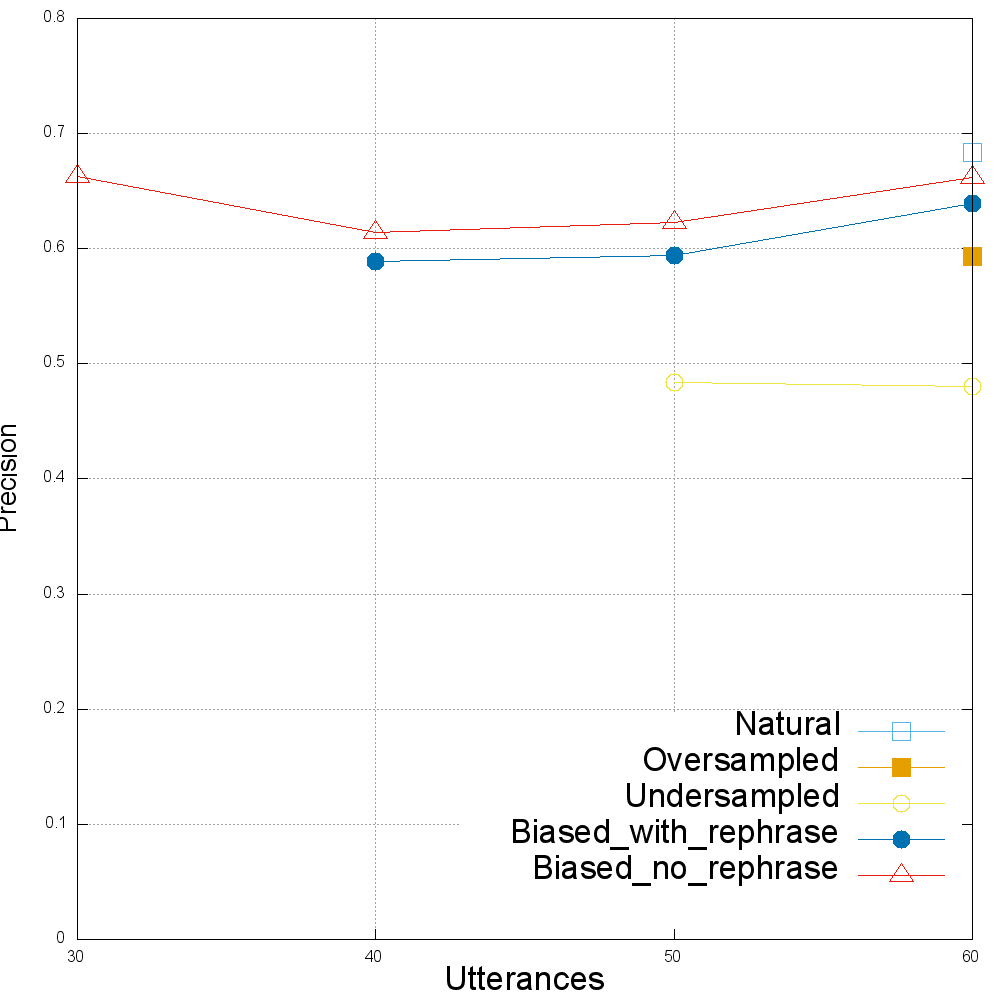 0.8
0.7
0.6
0.5
0.4
0.3
0.2
0.1
0
Precision
Natural
Oversampled
Undersampled
Biased_with_rephrase
Biased_no_rephrase
30 40 50 60
Utterances